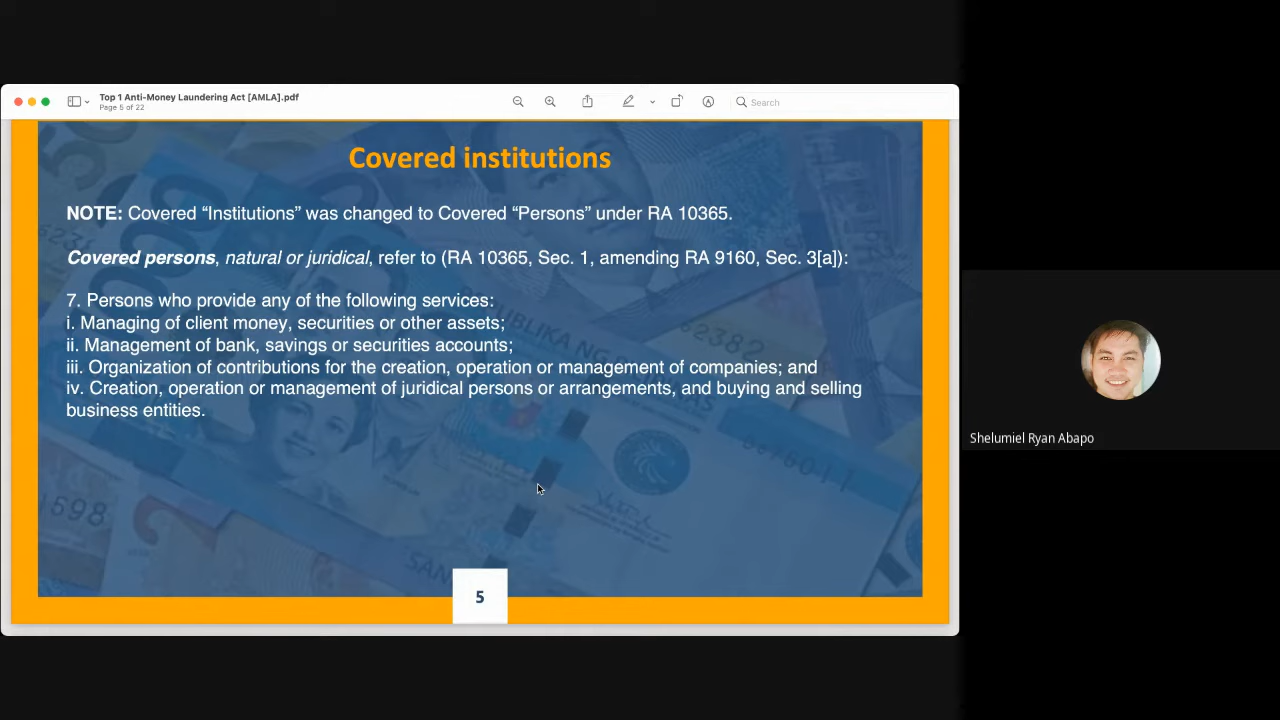 Top 1 Anti-Money Laundering Act [AMLA].pdf
Page 5 of 22
Search
Covered institutions
NOTE: Covered “Institutions” was changed to Covered “Persons” under RA 10365.
Covered persons, natural or juridical, refer to (RA 10365, Sec. 1, amending RA 9160, Sec. 3[a]):
7. Persons who provide any of the following services:
i. Managing of client money, securities or other assets;
ii. Management of bank, savings or securities accounts;
iii. Organization of contributions for the creation, operation or management of companies; and
iv. Creation, operation or management of juridical persons or arrangements, and buying and selling
business entities.
5
Shelumiel Ryan Abapo